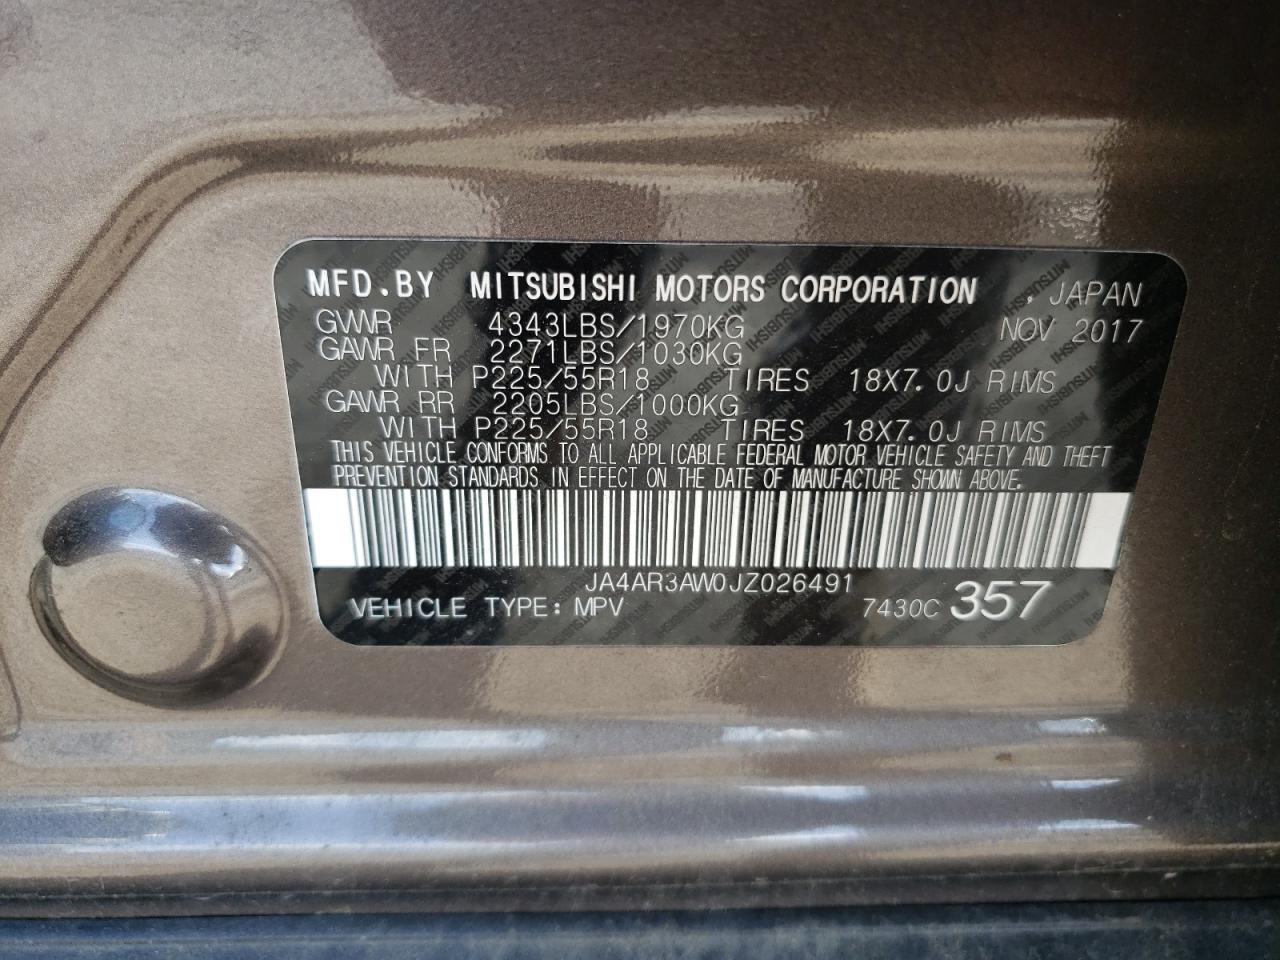 MFD.BY MITSUBISHI MOTORS CORPORATION . JAPAN
GVWR 4343LBS/1970KG NOV 2017
GAWR FR 2271LBS/1030KG
WITH P225/55R18 TIRES 18X7.0J RIMS
GAWR RR 2205LBS/1000KG
WITH P225/55R18 TIRES 18X7.0J RIMS
THIS VEHICLE CONFORMS TO ALL APPLICABLE FEDERAL MOTOR VEHICLE SAFETY AND THEFT
PREVENTION STANDARDS IN EFFECT ON THE DATE OF MANUFACTURE SHOWN ABOVE.
JA4AR3AW0JZ026491
VEHICLE TYPE: MPV 7430C 357